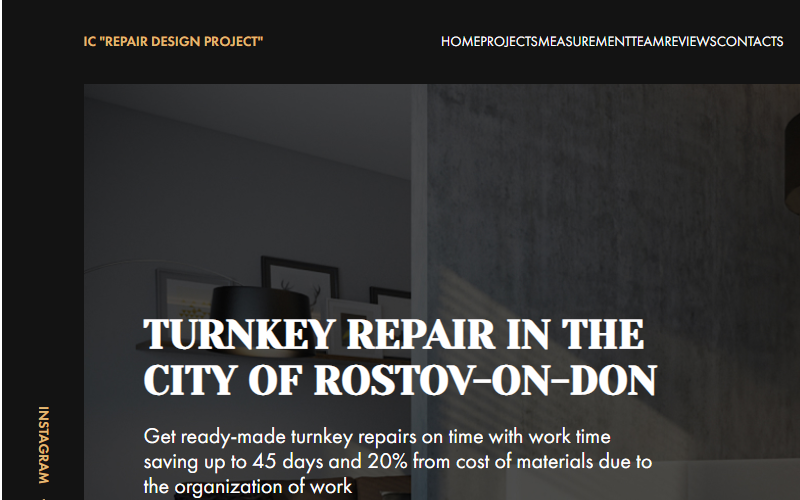 IC "REPAIR DESIGN PROJECT"
HOMEPROJECTSMEASUREMENTTEAMREVIEWSCONTACTS
TURNKEY REPAIR IN THE
CITY OF ROSTOV-ON-DON
Get ready-made turnkey repairs on time with work time
saving up to 45 days and 20% from cost of materials due to
the organization of work
INSTAGRAM